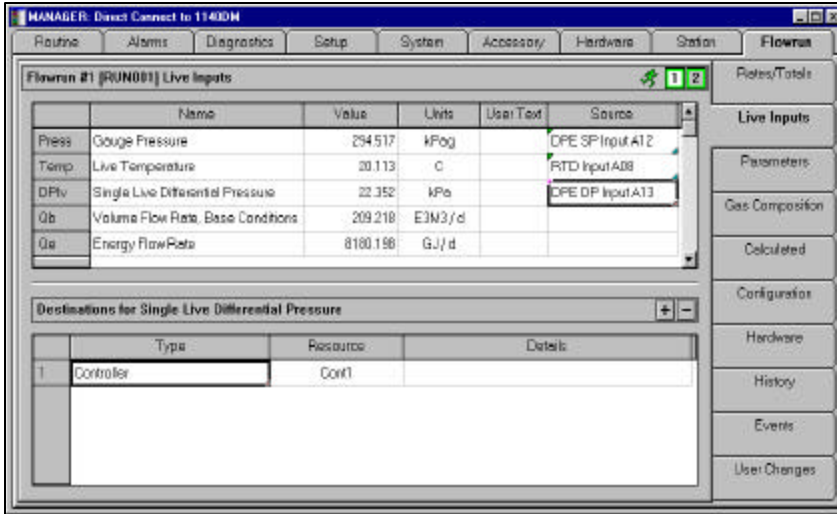 MANAGER: Direct Connect to 1140DM
Routine Alarms Diagnostics Setup System Accessory Hardware Station Flowrun
Flowrun #1 [RUN001] Live Inputs 1 2
Name Value Units User Text Source
Press Gauge Pressure 294.517 kPag DPE SP Input A12
Temp Live Temperature 20.113 C RTD Input A08
DPlv Single Live Differential Pressure 22.352 kPa DPE DP Input A13
Qb Volume Flow Rate, Base Conditions 209.218 E3M3/d
Qe Energy Flow Rate 8180.198 GJ/d
Destinations for Single Live Differential Pressure + -
Type Resource Details
1 Controller Cont1
Rates/Totals
Live Inputs
Parameters
Gas Composition
Calculated
Configuration
Hardware
History
Events
User Changes